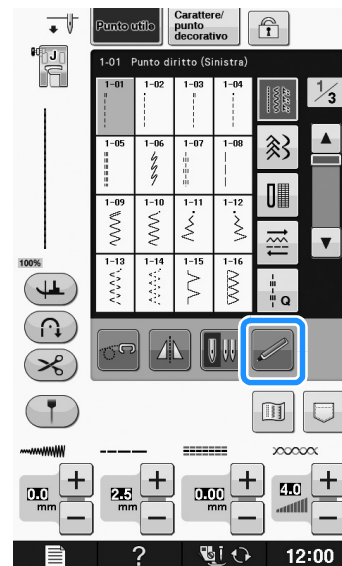 Punto utile
Carattere/
punto
decorativo
J
1-01 Punto diritto (Sinistra)
1-01 1-02 1-03 1-04
1/3
1-05 1-06 1-07 1-08
1-09 1-10 1-11 1-12
1-13 1-14 1-15 1-16
Q
100%
0.0 mm
2.5 mm
0.00 mm
4.0
?
12:00